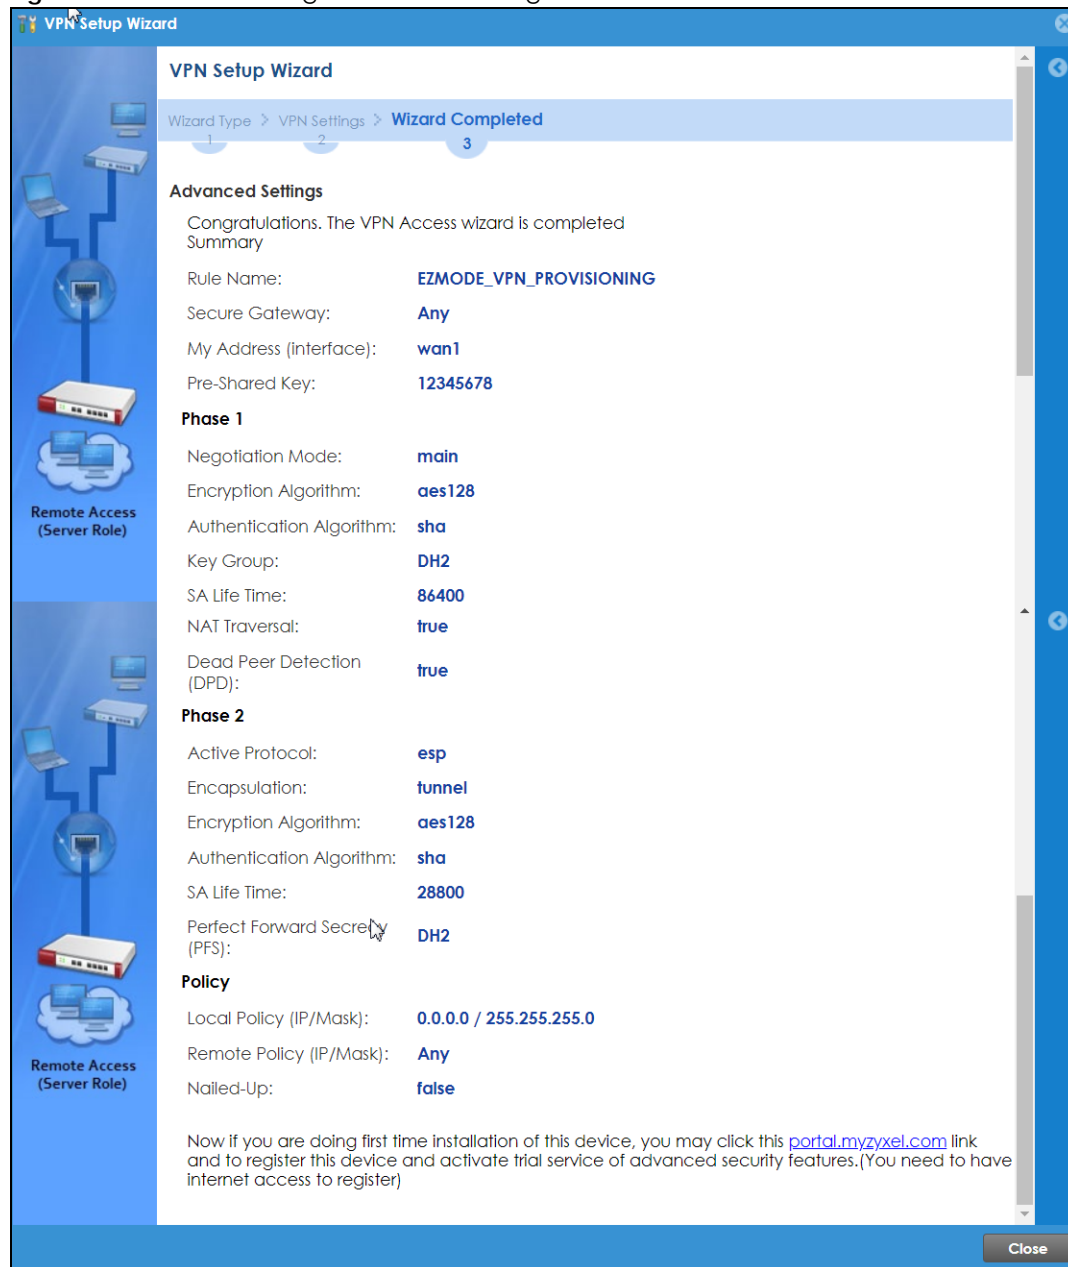 VPN Setup Wizard
VPN Setup Wizard
Wizard Type > VPN Settings > Wizard Completed
1 2 3
Advanced Settings
Congratulations. The VPN Access wizard is completed
Summary
Rule Name: EZMODE_VPN_PROVISIONING
Secure Gateway: Any
My Address (interface): wan1
Pre-Shared Key: 12345678
Phase 1
Negotiation Mode: main
Encryption Algorithm: aes128
Authentication Algorithm: sha
Key Group: DH2
SA Life Time: 86400
NAT Traversal: true
Dead Peer Detection
(DPD): true
Phase 2
Active Protocol: esp
Encapsulation: tunnel
Encryption Algorithm: aes128
Authentication Algorithm: sha
SA Life Time: 28800
Perfect Forward Secrecy
(PFS): DH2
Policy
Local Policy (IP/Mask): 0.0.0.0 / 255.255.255.0
Remote Policy (IP/Mask): Any
Nailed-Up: false
Now if you are doing first time installation of this device, you may click this portal.myzyxel.com link
and to register this device and activate trial service of advanced security features.(You need to have
internet access to register)
Remote Access
(Server Role)
Remote Access
(Server Role)
Close